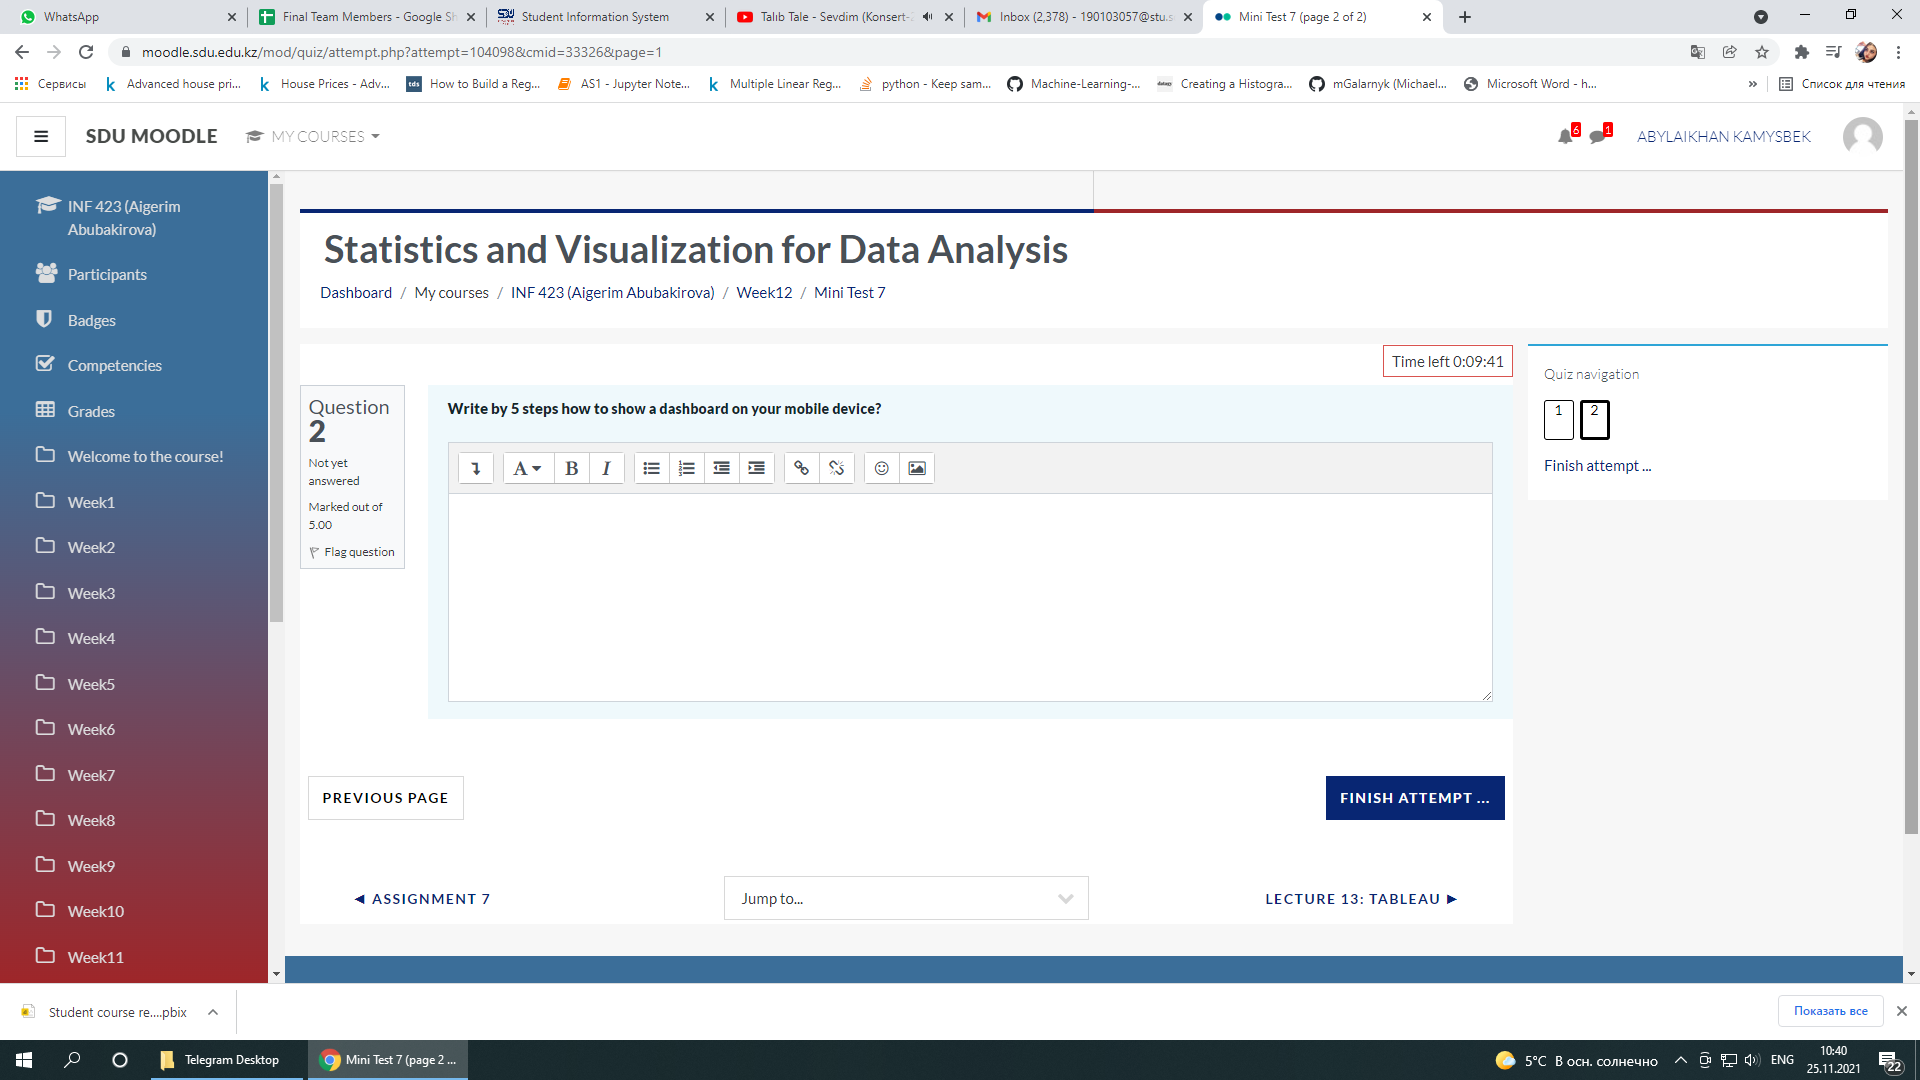 WhatsApp
Final Team Members - Google Sh
Student Information System
Talıb Tale - Sevdim (Konsert-2
Inbox (2,378) - 190103057@stu.s
Mini Test 7 (page 2 of 2)
moodle.sdu.edu.kz/mod/quiz/attempt.php?attempt=104098&cmid=33326&page=1
Сервисы
Advanced house pri...
House Prices - Adv...
tds
How to Build a Reg...
AS1 - Jupyter Note...
Multiple Linear Reg...
python - Keep sam...
Machine-Learning-...
Creating a Histogra...
mGalarnyk (Michael...
Microsoft Word - h...
»
Список для чтения
SDU MOODLE
MY COURSES
6
1
ABYLAIKHAN KAMYSBEK
INF 423 (Aigerim
Abubakirova)
Participants
Badges
Competencies
Grades
Welcome to the course!
Week1
Week2
Week3
Week4
Week5
Week6
Week7
Week8
Week9
Week10
Week11
Statistics and Visualization for Data Analysis
Dashboard / My courses / INF 423 (Aigerim Abubakirova) / Week12 / Mini Test 7
Time left 0:09:41
Question
2
Not yet
answered
Marked out of
5.00
Flag question
Write by 5 steps how to show a dashboard on your mobile device?
A B I
Quiz navigation
1 2
Finish attempt ...
PREVIOUS PAGE
FINISH ATTEMPT ...
◄ ASSIGNMENT 7
Jump to...
LECTURE 13: TABLEAU ►
Student course re....pbix
Показать все
Telegram Desktop
Mini Test 7 (page 2 ...
5°C В осн. солнечно
ENG
10:40
25.11.2021
22